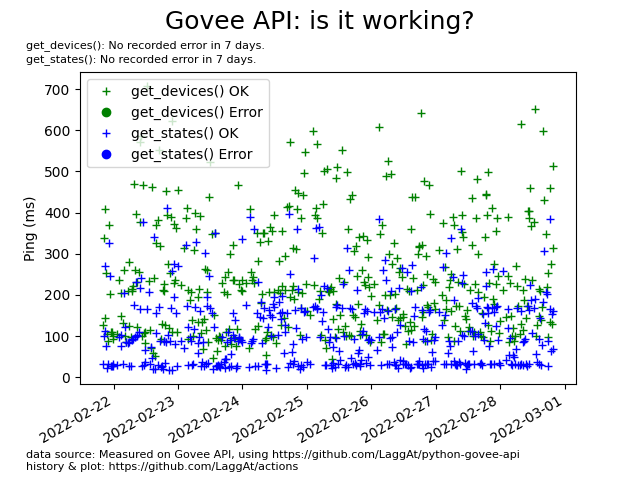 Govee API: is it working?
get_devices(): No recorded error in 7 days.
get_states(): No recorded error in 7 days.
get_devices() OK
get_devices() Error
get_states() OK
get_states() Error
Ping (ms)
700
600
500
400
300
200
100
0
2022-02-22
2022-02-23
2022-02-24
2022-02-25
2022-02-26
2022-02-27
2022-02-28
2022-03-01
data source: Measured on Govee API, using https://github.com/LaggAt/python-govee-api
history & plot: https://github.com/LaggAt/actions